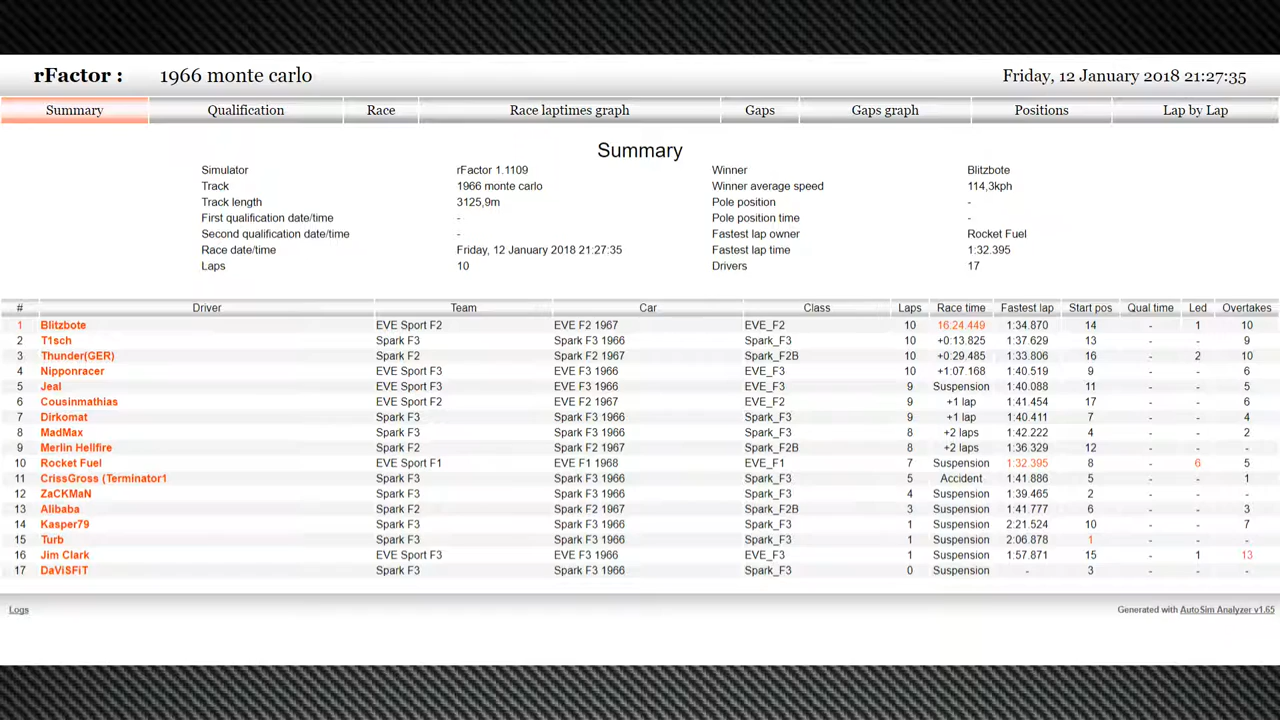 rFactor : 1966 monte carlo Friday, 12 January 2018 21:27:35
Summary Qualification Race Race laptimes graph Gaps Gaps graph Positions Lap by Lap
Summary
Simulator rFactor 1.1109 Winner Blitzbote
Track 1966 monte carlo Winner average speed 114,3kph
Track length 3125,9m Pole position -
First qualification date/time - Pole position time -
Second qualification date/time - Fastest lap owner Rocket Fuel
Race date/time Friday, 12 January 2018 21:27:35 Fastest lap time 1:32.395
Laps 10 Drivers 17
# Driver Team Car Class Laps Race time Fastest lap Start pos Qual time Led Overtakes
1 Blitzbote EVE Sport F2 EVE F2 1967 EVE_F2 10 16:24.449 1:34.870 14 - 1 10
2 T1sch Spark F3 Spark F3 1966 Spark_F3 10 +0:13.825 1:37.629 13 - - 9
3 Thunder(GER) Spark F2 Spark F2 1967 Spark_F2B 10 +0:29.485 1:33.806 16 - 2 10
4 Nipponracer EVE Sport F3 EVE F3 1966 EVE_F3 10 +1:07.168 1:40.519 9 - - 6
5 Jeal EVE Sport F3 EVE F3 1966 EVE_F3 9 Suspension 1:40.088 11 - - 5
6 Cousinmathias EVE Sport F2 EVE F2 1967 EVE_F2 9 +1 lap 1:41.454 17 - - 6
7 Dirkomat Spark F3 Spark F3 1966 Spark_F3 9 +1 lap 1:40.411 7 - - 4
8 MadMax Spark F3 Spark F3 1966 Spark_F3 8 +2 laps 1:42.222 4 - - 2
9 Merlin Hellfire Spark F2 Spark F2 1967 Spark_F2B 8 +2 laps 1:36.329 12 - - -
10 Rocket Fuel EVE Sport F1 EVE F1 1968 EVE_F1 7 Suspension 1:32.395 8 - 6 5
11 CrissGross (Terminator1 Spark F3 Spark F3 1966 Spark_F3 5 Accident 1:41.886 5 - - 1
12 ZaCKMaN Spark F3 Spark F3 1966 Spark_F3 4 Suspension 1:39.465 2 - - -
13 Alibaba Spark F2 Spark F2 1967 Spark_F2B 3 Suspension 1:41.777 6 - - 3
14 Kasper79 Spark F3 Spark F3 1966 Spark_F3 1 Suspension 2:21.524 10 - - 7
15 Turb Spark F3 Spark F3 1966 Spark_F3 1 Suspension 2:06.878 1 - - -
16 Jim Clark EVE Sport F3 EVE F3 1966 EVE_F3 1 Suspension 1:57.871 15 - 1 13
17 DaViSFiT Spark F3 Spark F3 1966 Spark_F3 0 Suspension - 3 - - -
Logs Generated with AutoSim Analyzer v1.65